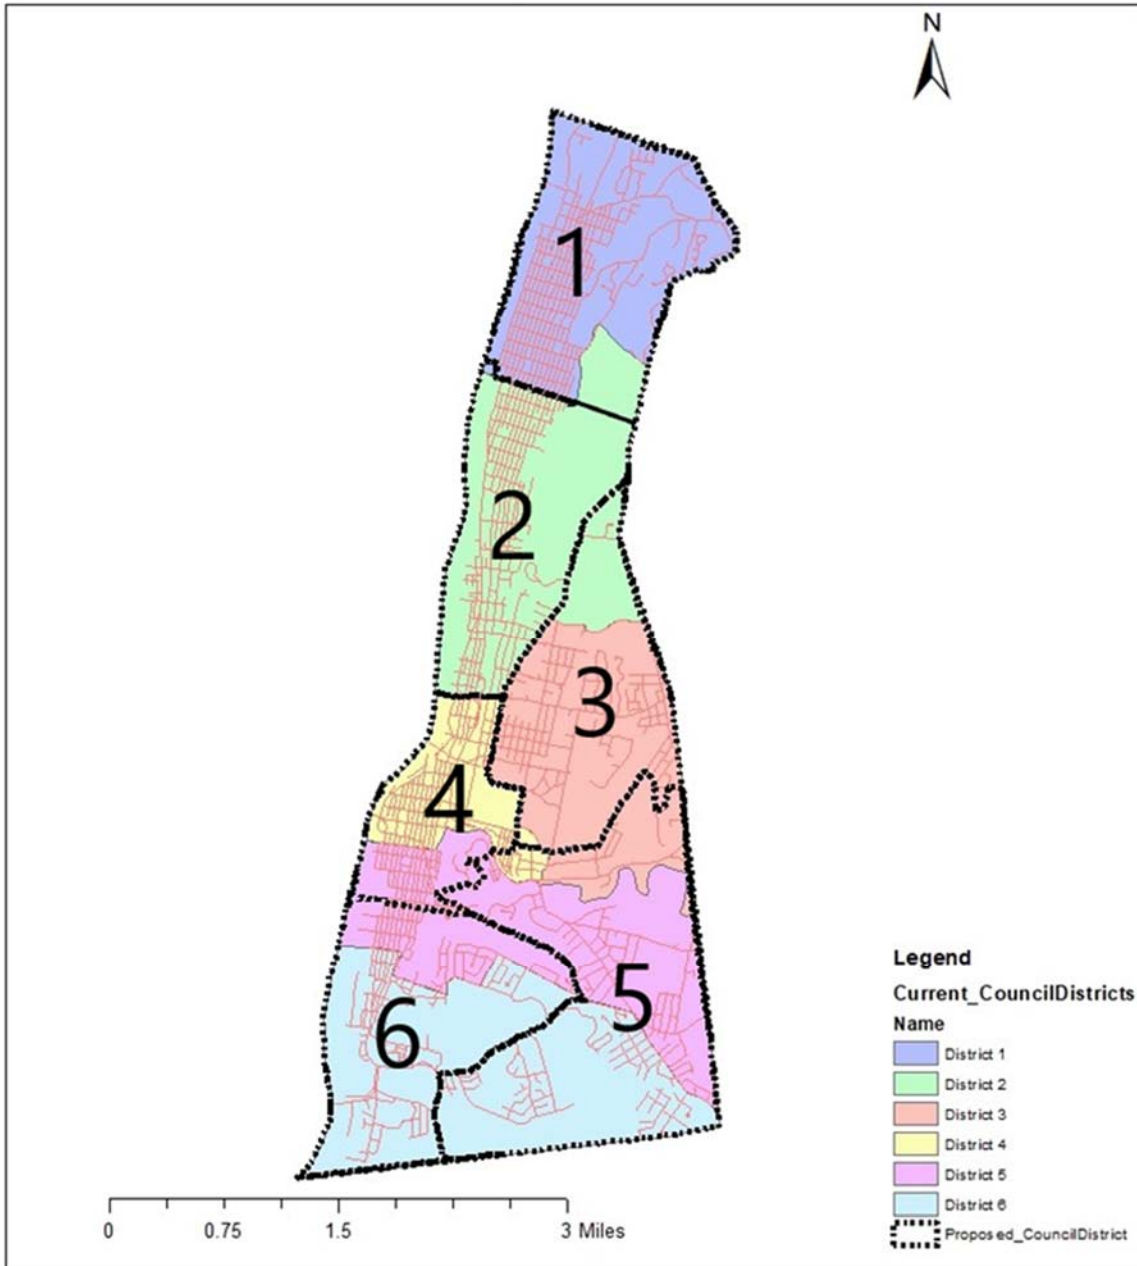 N
1
2
3
4
5
6
Legend
Current_CouncilDistricts
Name
District 1
District 2
District 3
District 4
District 5
District 6
Proposed_CouncilDistrict
0 0.75 1.5 3 Miles